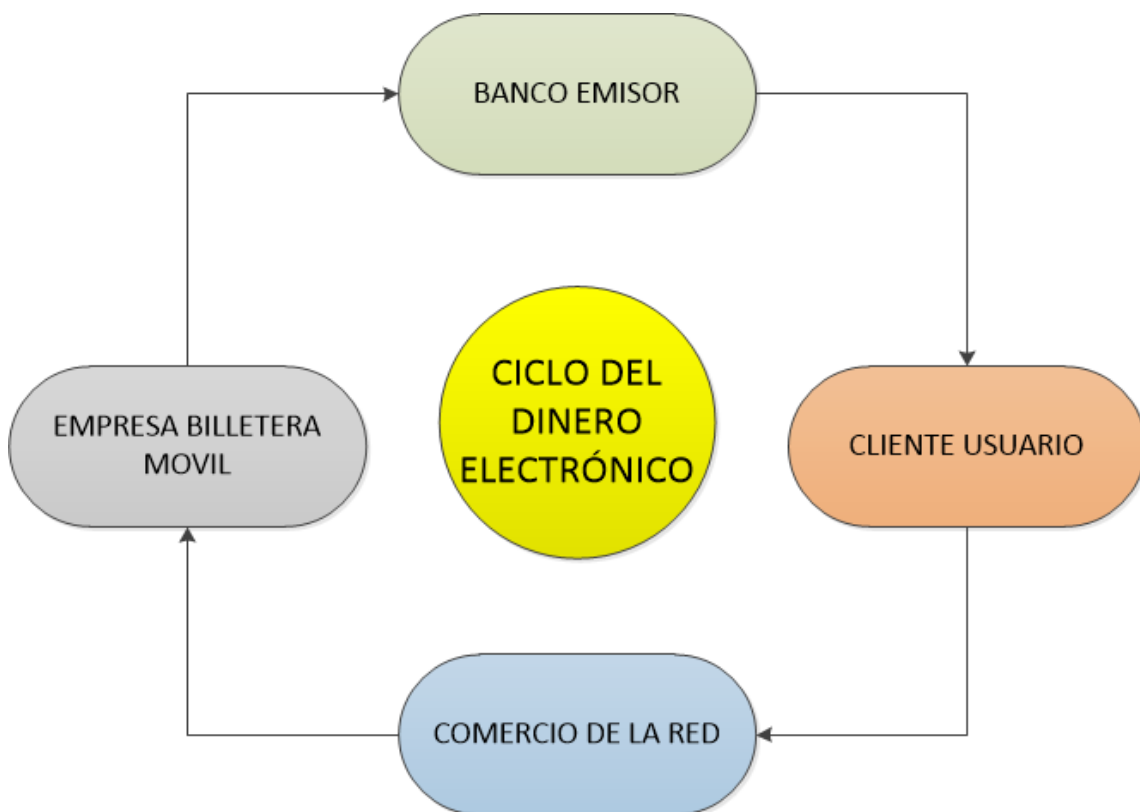 BANCO EMISOR
CICLO DEL
DINERO
ELECTRÓNICO
EMPRESA BILLETERA
MOVIL
CLIENTE USUARIO
COMERCIO DE LA RED